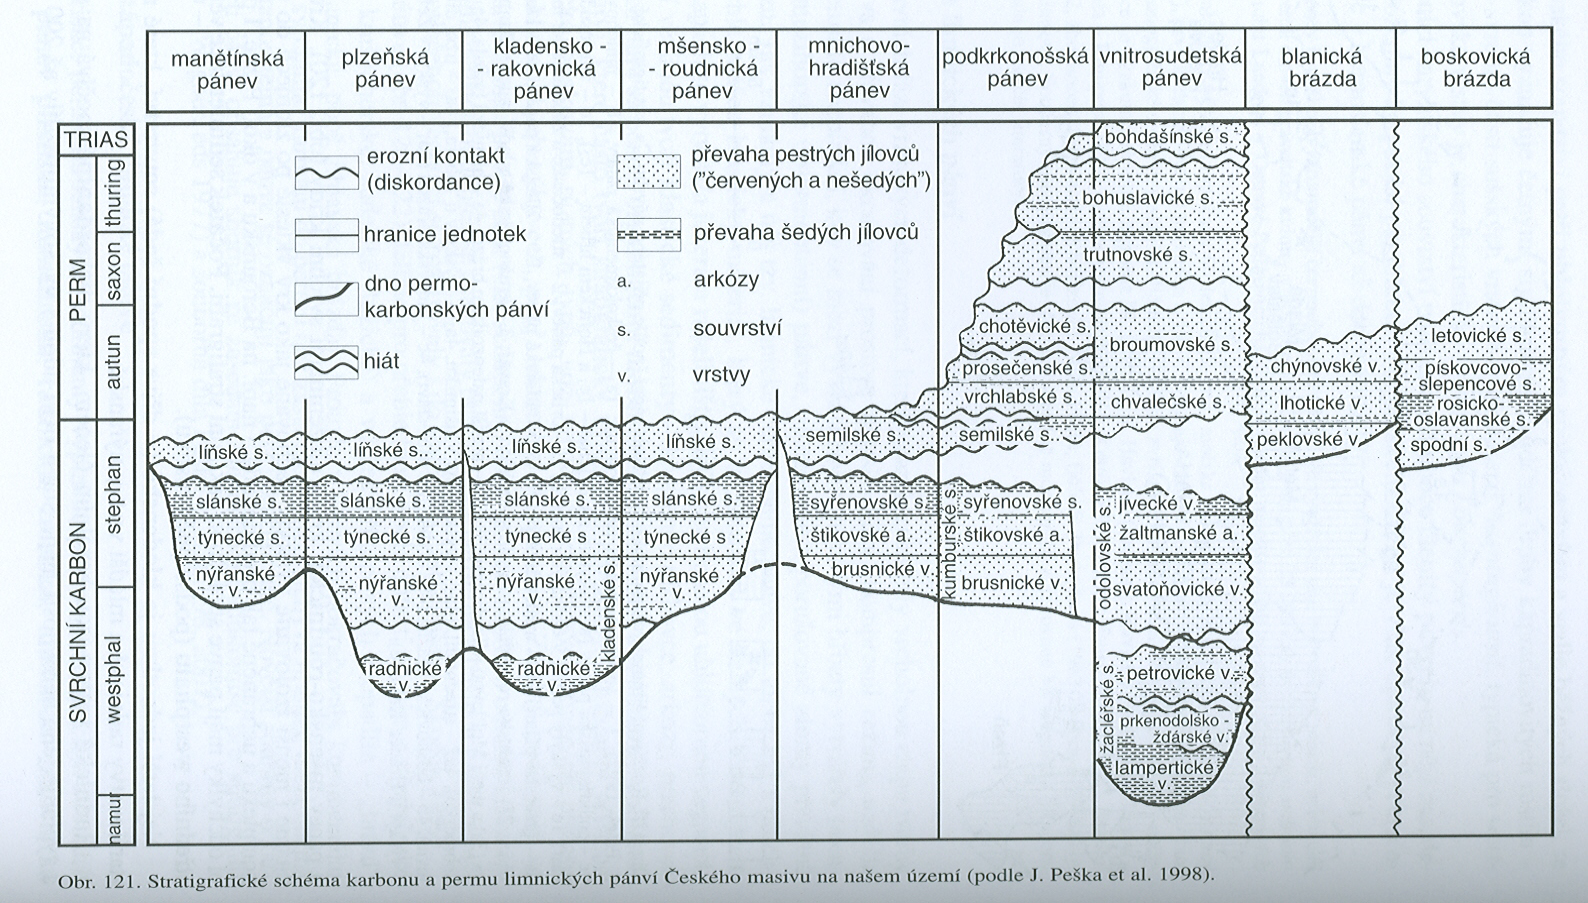 manětínská
pánev
plzeňská
pánev
kladensko -
- rakovnická
pánev
mšensko -
- roudnická
pánev
mnichovo-
hradišťská
pánev
podkrkonošská
pánev
vnitrosudetská
pánev
blanická
brázda
boskovická
brázda
TRIAS
PERM
thuring
saxon
autun
SVRCHNÍ KARBON
stephan
westphal
namur
erozní kontakt
(diskordance)
hranice jednotek
dno permo-
karbonských pánví
hiát
převaha pestrých jílovců
("červených a nešedých")
převaha šedých jílovců
a. arkózy
s. souvrství
v. vrstvy
líňské s.
slánské s.
týnecké s.
nýřanské
v.
líňské s.
slánské s.
týnecké s.
nýřanské
v.
radnické
v.
líňské s.
slánské s.
týnecké s
nýřanské
v.
kladenské s.
radnické
v.
líňské s.
slánské s.
týnecké s
nýřanské
v.
semilské s.
syřenovské s.
štikovské a.
brusnické v.
kumburské s.
chotěvické s.
prosečenské s.
vrchlabské s.
semilské s.
syřenovské s.
štikovské a.
brusnické v.
bohdašínské s.
bohuslavické s.
trutnovské s.
broumovské s.
chvalečské s.
odolovské s.
jívecké v.
žaltmanské a.
svatoňovické v.
žacléřské s.
petrovické v.
prkenodolsko -
žďárské v.
lampertické
v.
chýnovské v.
lhotické v.
peklovské v.
letovické s.
pískovcovo-
slepencové s.
rosicko-
oslavanské s.
spodní s.
Obr. 121. Stratigrafické schéma karbonu a permu limnických pánví Českého masivu na našem území (podle J. Peška et al. 1998).